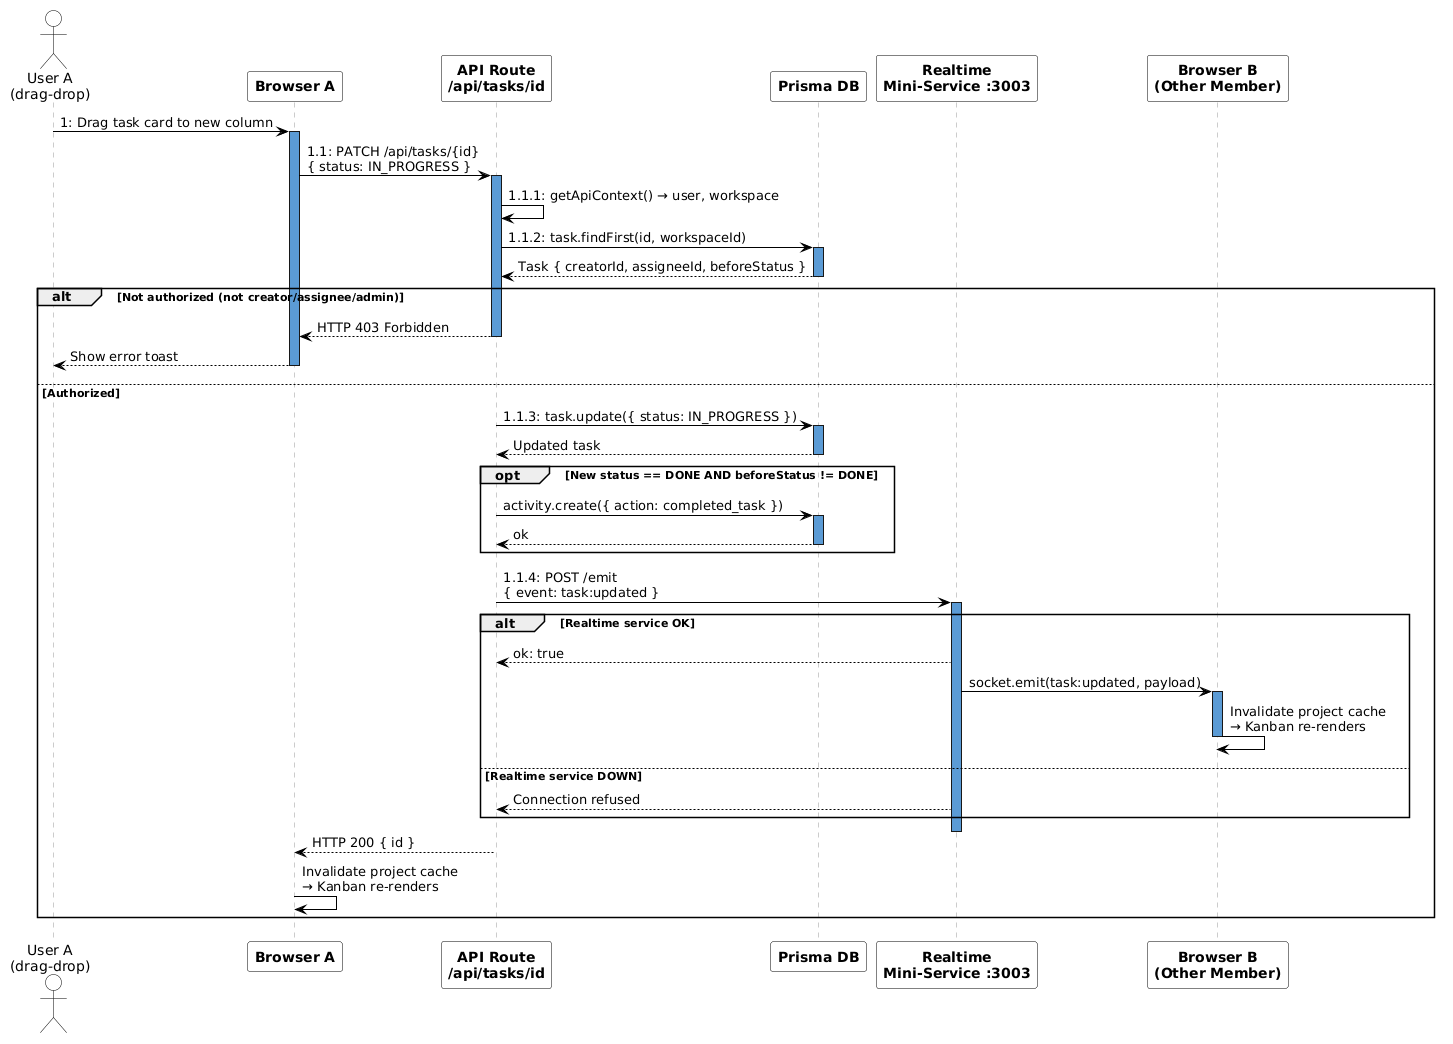 User A
(drag-drop)
Browser A
API Route
/api/tasks/id
Prisma DB
Realtime
Mini-Service :3003
Browser B
(Other Member)
1: Drag task card to new column
1.1: PATCH /api/tasks/{id}
{ status: IN_PROGRESS }
1.1.1: getApiContext() → user, workspace
1.1.2: task.findFirst(id, workspaceId)
Task { creatorId, assigneeId, beforeStatus }
alt [Not authorized (not creator/assignee/admin)]
HTTP 403 Forbidden
Show error toast
[Authorized]
1.1.3: task.update({ status: IN_PROGRESS })
Updated task
opt [New status == DONE AND beforeStatus != DONE]
activity.create({ action: completed_task })
ok
1.1.4: POST /emit
{ event: task:updated }
alt [Realtime service OK]
ok: true
socket.emit(task:updated, payload)
Invalidate project cache
→ Kanban re-renders
[Realtime service DOWN]
Connection refused
HTTP 200 { id }
Invalidate project cache
→ Kanban re-renders
User A
(drag-drop)
Browser A
API Route
/api/tasks/id
Prisma DB
Realtime
Mini-Service :3003
Browser B
(Other Member)